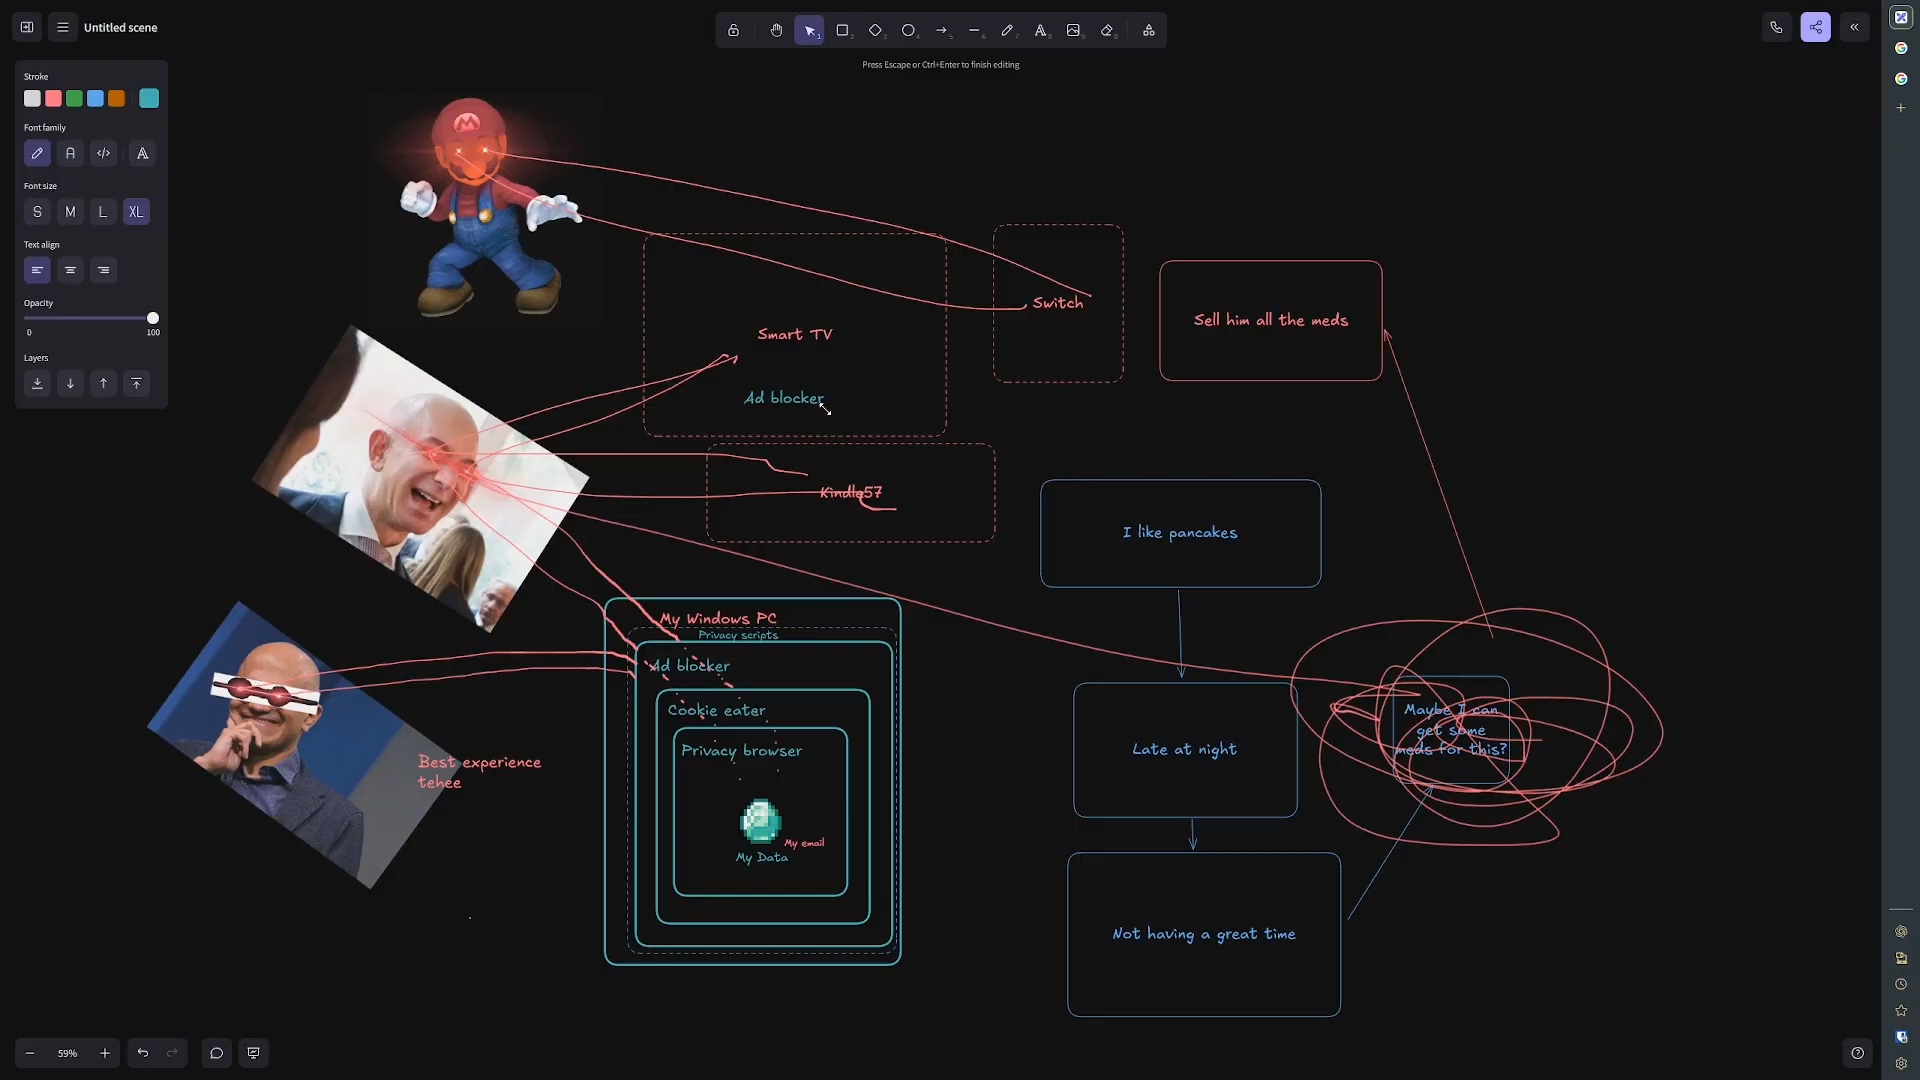 Untitled scene
Press Escape or Ctrl+Enter to finish editing
Stroke
Font family
Font size
S M L XL
Text align
Opacity
0 100
Layers
M
Switch
Sell him all the meds
Smart TV
Ad blocker
Kindle57
I like pancakes
My Windows PC
Privacy scripts
Ad blocker
Cookie eater
Privacy browser
My email
My Data
Best experience
tehee
Maybe I can
get some
meds for this?
Late at night
Not having a great time
59%